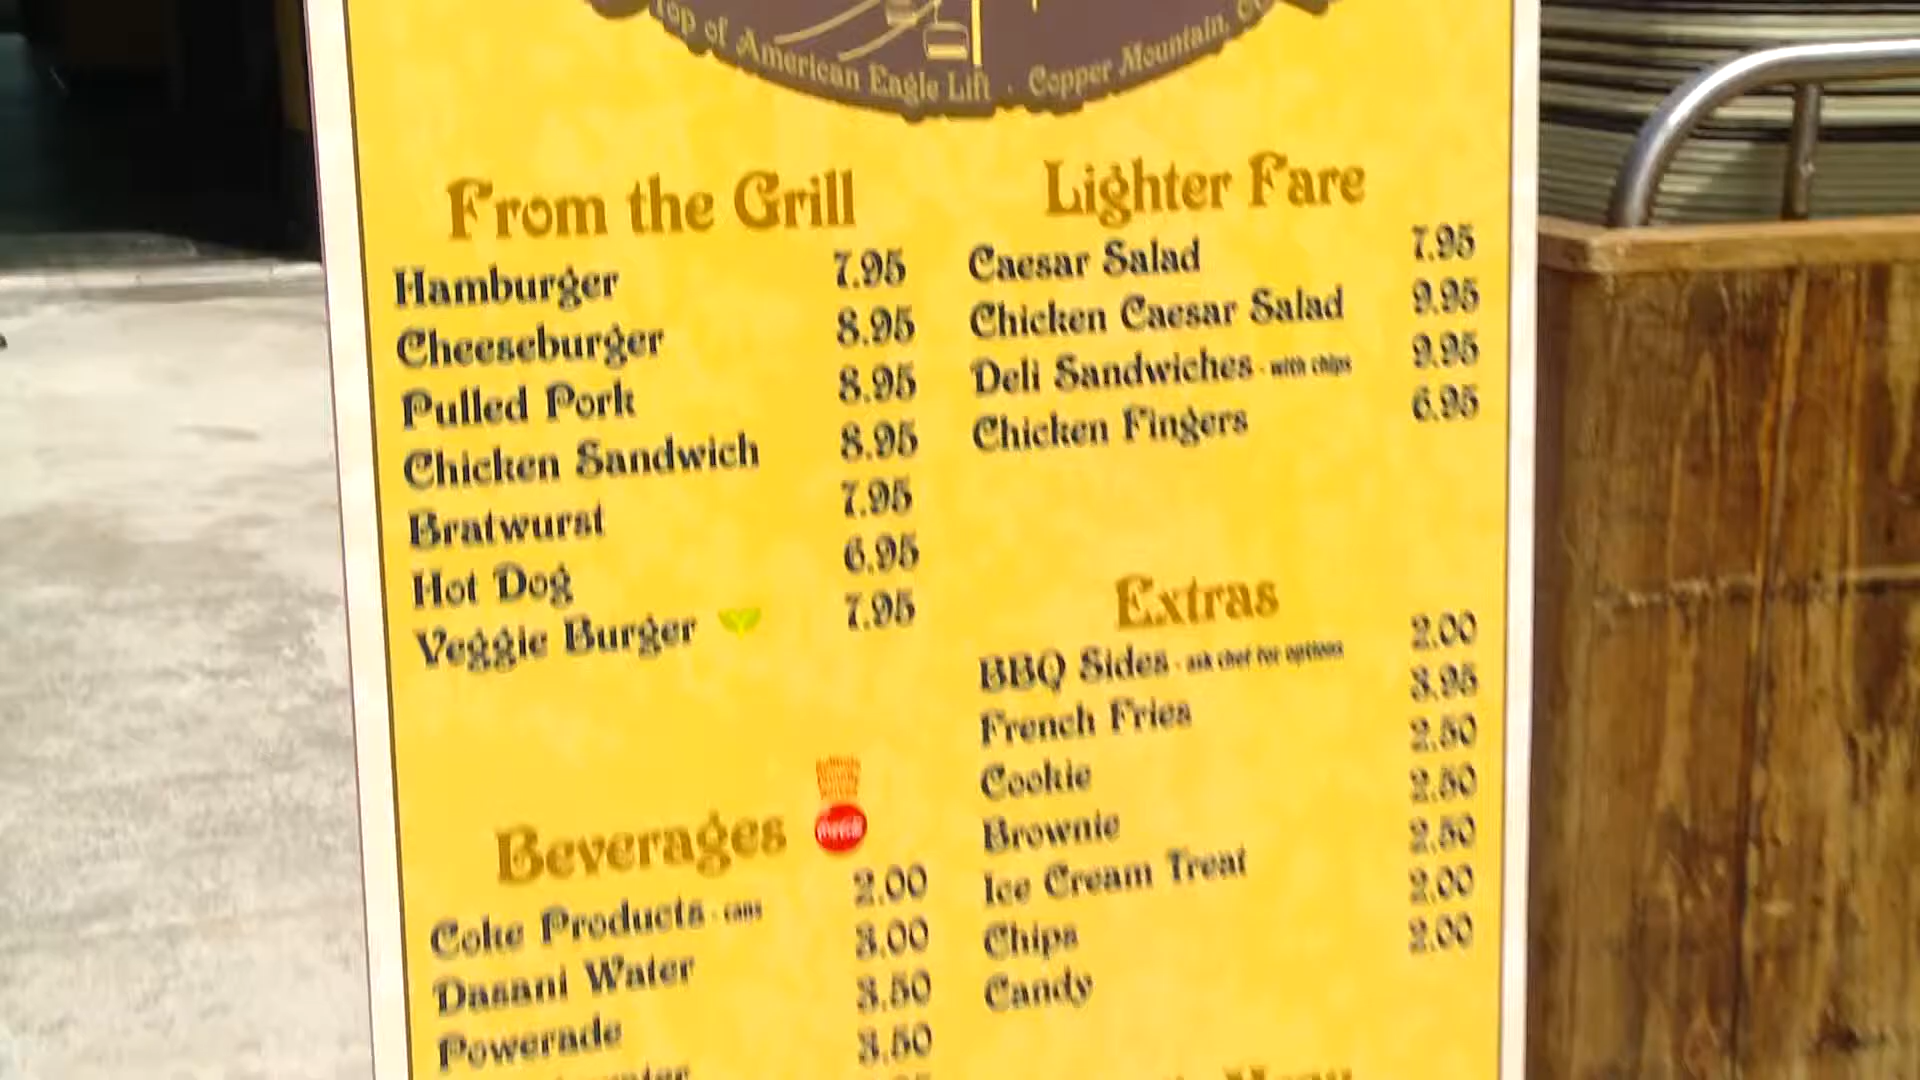 Top of American Eagle Lift · Copper Mountain,
From the Grill
Hamburger 7.95
Cheeseburger 8.95
Pulled Pork 8.95
Chicken Sandwich 8.95
Bratwurst 7.95
Hot Dog 6.95
Veggie Burger 7.95
Beverages
Coca-Cola
Coke Products - cans 2.00
Dasani Water 3.00
Powerade 3.50
3.50
Lighter Fare
Caesar Salad 7.95
Chicken Caesar Salad 9.95
Deli Sandwiches - with chips 9.95
Chicken Fingers 6.95
Extras
BBQ Sides - ask chef for options 2.00
French Fries 3.95
Cookie 2.50
Brownie 2.50
Ice Cream Treat 2.50
Chips 2.00
Candy 2.00